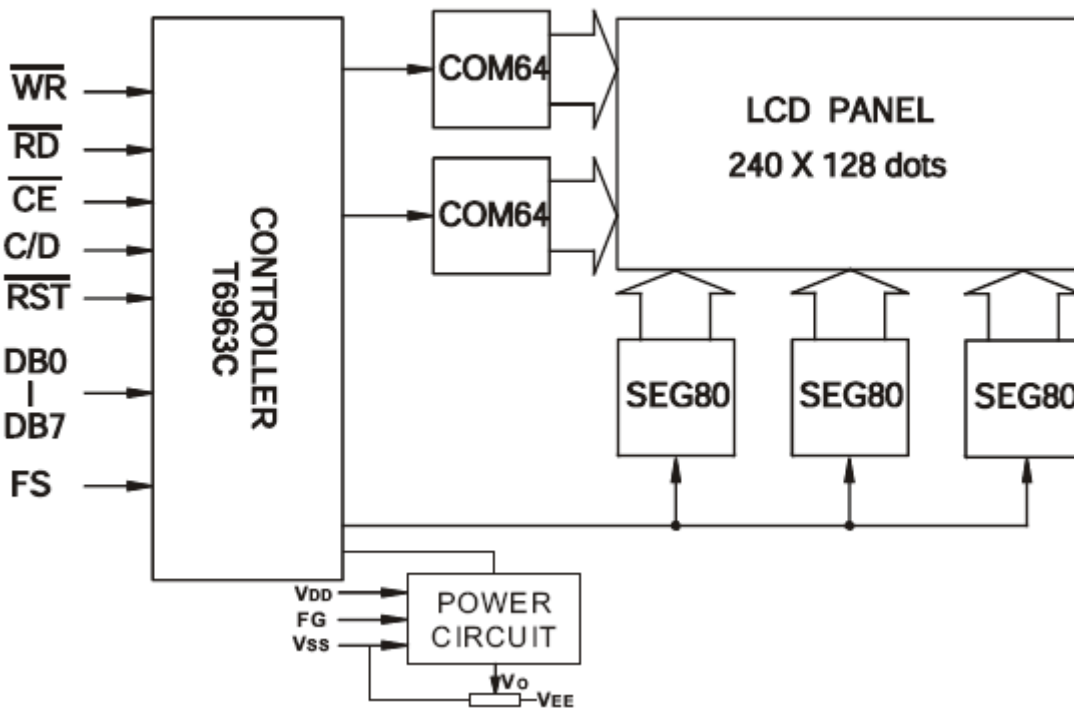 WR
RD
CE
C/D
RST
DB0
DB7
FS
CONTROLLER
T6963C
COM64
COM64
LCD PANEL
240 X 128 dots
SEG80
SEG80
SEG80
VDD
FG
VSS
POWER
CIRCUIT
VO
VEE